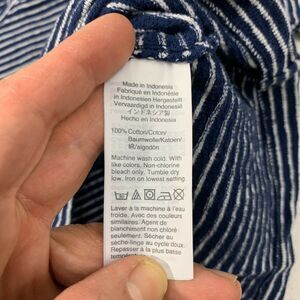 Made in Indonesia
Fabriqué en Indonésie
in Indonesien Hergestellt
Vervaardigd in Indonesien
インドネシア製
Hecho en Indonesia
100% Cotton/Coton/
Baumwolle/Katoen/
綿/algodón
Machine wash cold. With
like colors. Non-chlorine
bleach only. Tumble dry
low. Iron on lowest setting
Laver à la machine à l'eau
froide. Avec des couleurs
similaires. Agent de
blanchiment non chloré
seulement. Sécher au
sèche-linge au cycle doux.
Repasser à la plus basse
température